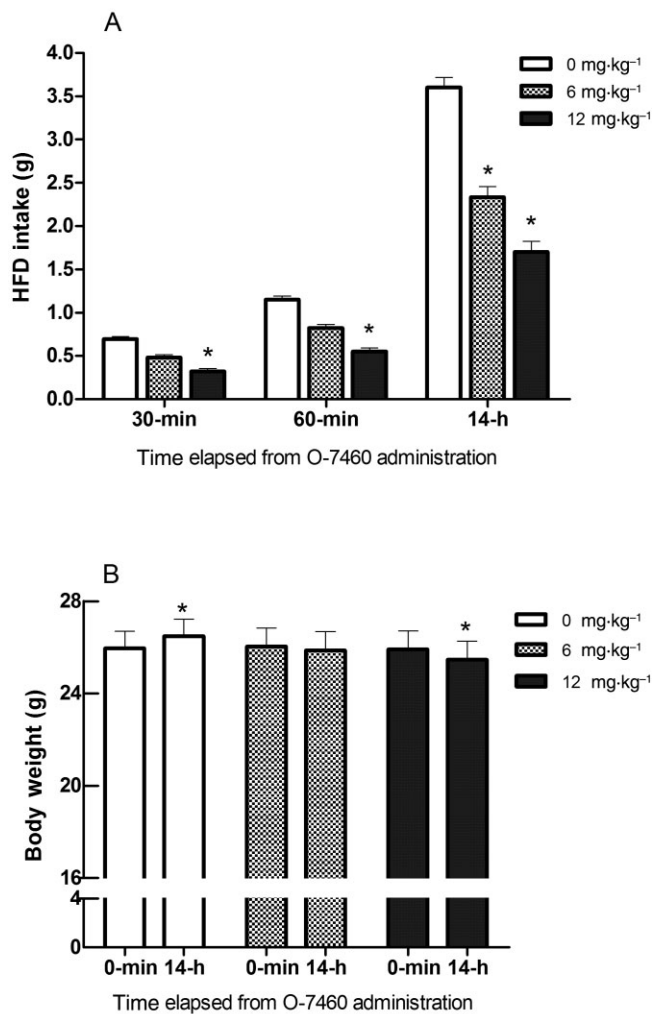 A
4.0
3.5
3.0
2.5
2.0
1.5
1.0
0.5
0.0
HFD intake (g)
0 mg·kg⁻¹
6 mg·kg⁻¹
12 mg·kg⁻¹
*
*
*
*
30-min 60-min 14-h
Time elapsed from O-7460 administration
B
28
24
20
16
4
0
Body weight (g)
0 mg·kg⁻¹
6 mg·kg⁻¹
12 mg·kg⁻¹
*
*
0-min 14-h 0-min 14-h 0-min 14-h
Time elapsed from O-7460 administration